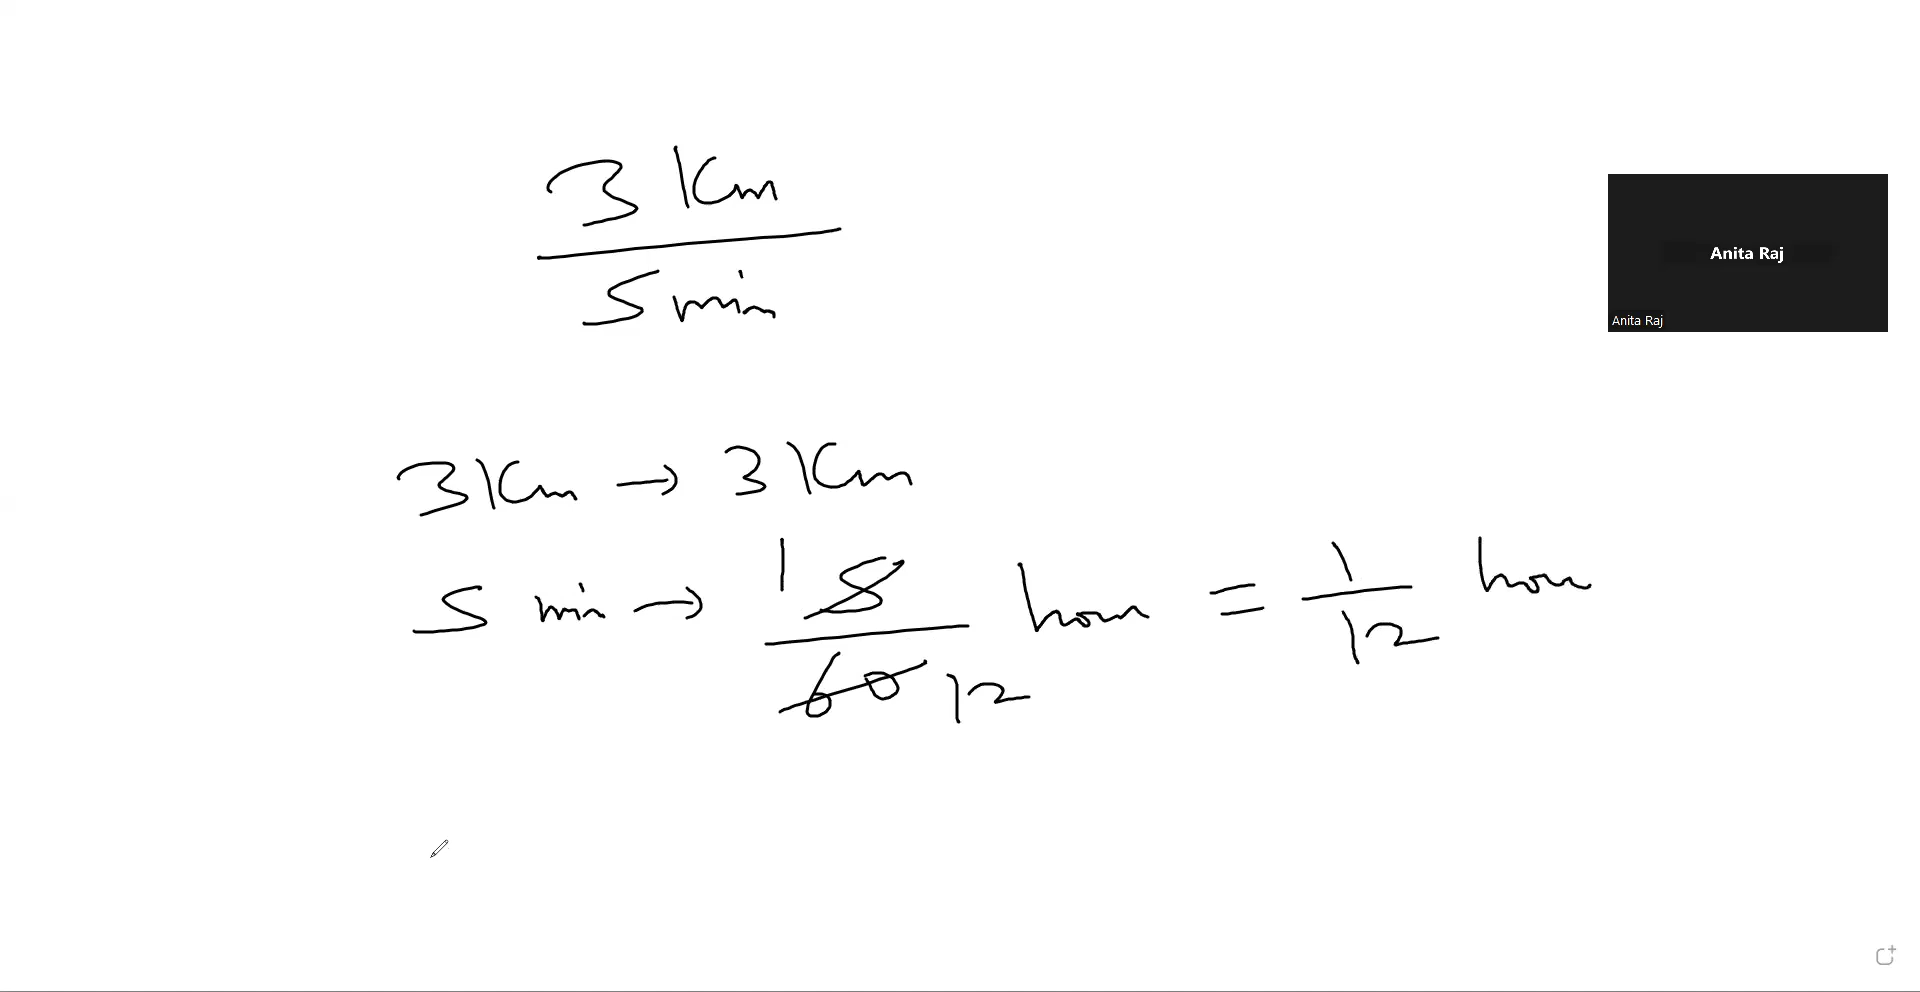 3 Km
5 min
3 Km → 3 Km
5 min → 1 5/60 12 hour = 1/12 hour
Anita Raj
Anita Raj